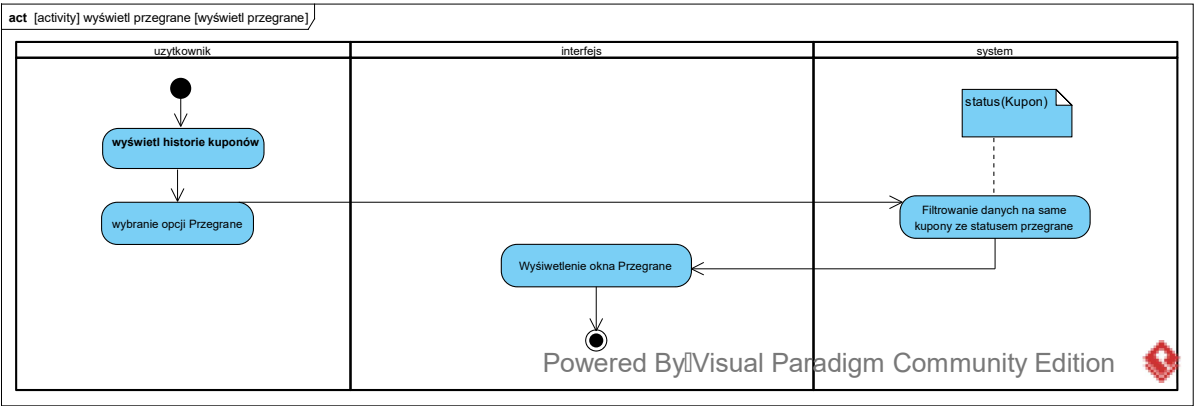 act [activity] wyświetl przegrane [wyświetl przegrane]
uzytkownik
interfejs
system
status(Kupon)
wyświetl historie kuponów
wybranie opcji Przegrane
Filtrowanie danych na same
kupony ze statusem przegrane
Wyśiwetlenie okna Przegrane
Powered By▯Visual Paradigm Community Edition